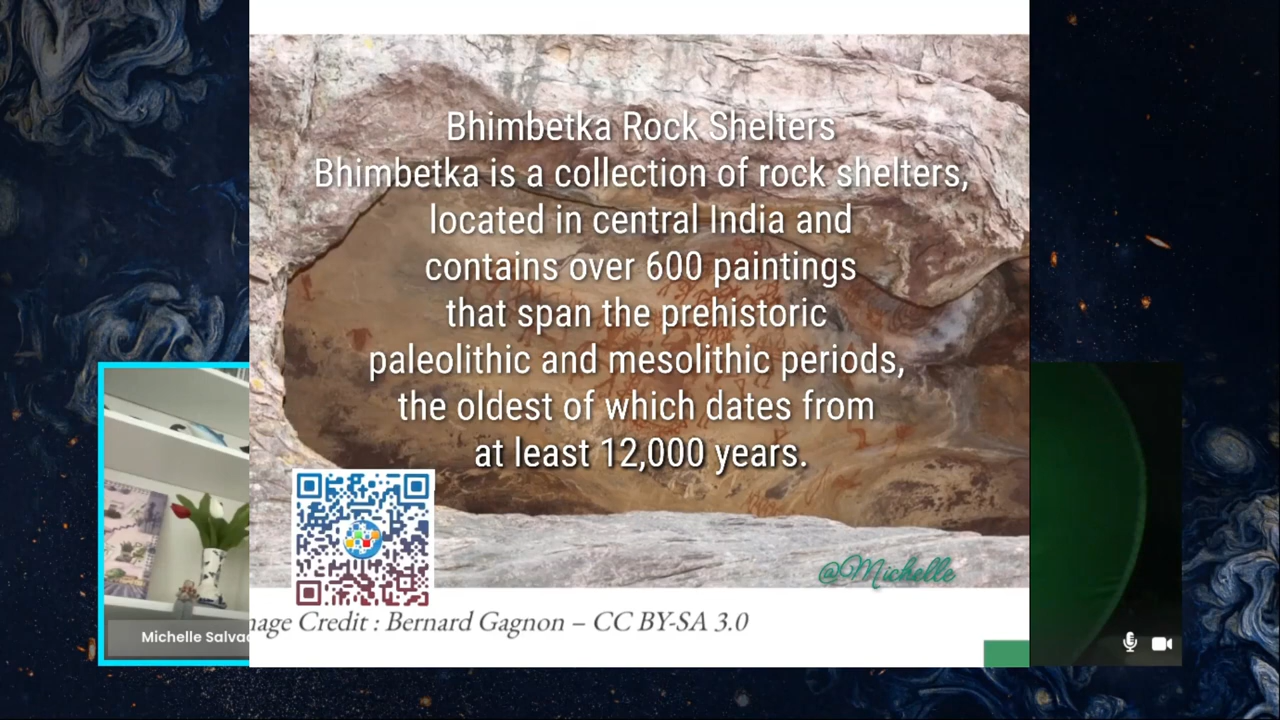 Bhimbetka Rock Shelters
Bhimbetka is a collection of rock shelters,
located in central India and
contains over 600 paintings
that span the prehistoric
paleolithic and mesolithic periods,
the oldest of which dates from
at least 12,000 years.
@Michelle
Credit : Bernard Gagnon – CC BY-SA 3.0
Michelle